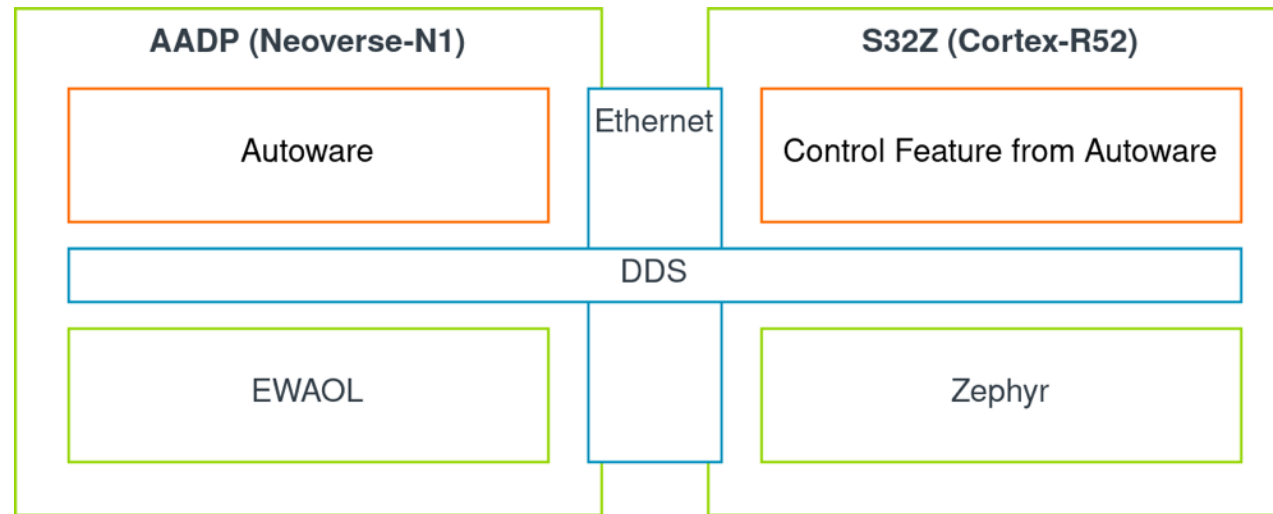 AADP (Neoverse-N1)
S32Z (Cortex-R52)
Autoware
Ethernet
Control Feature from Autoware
DDS
EWAOL
Zephyr